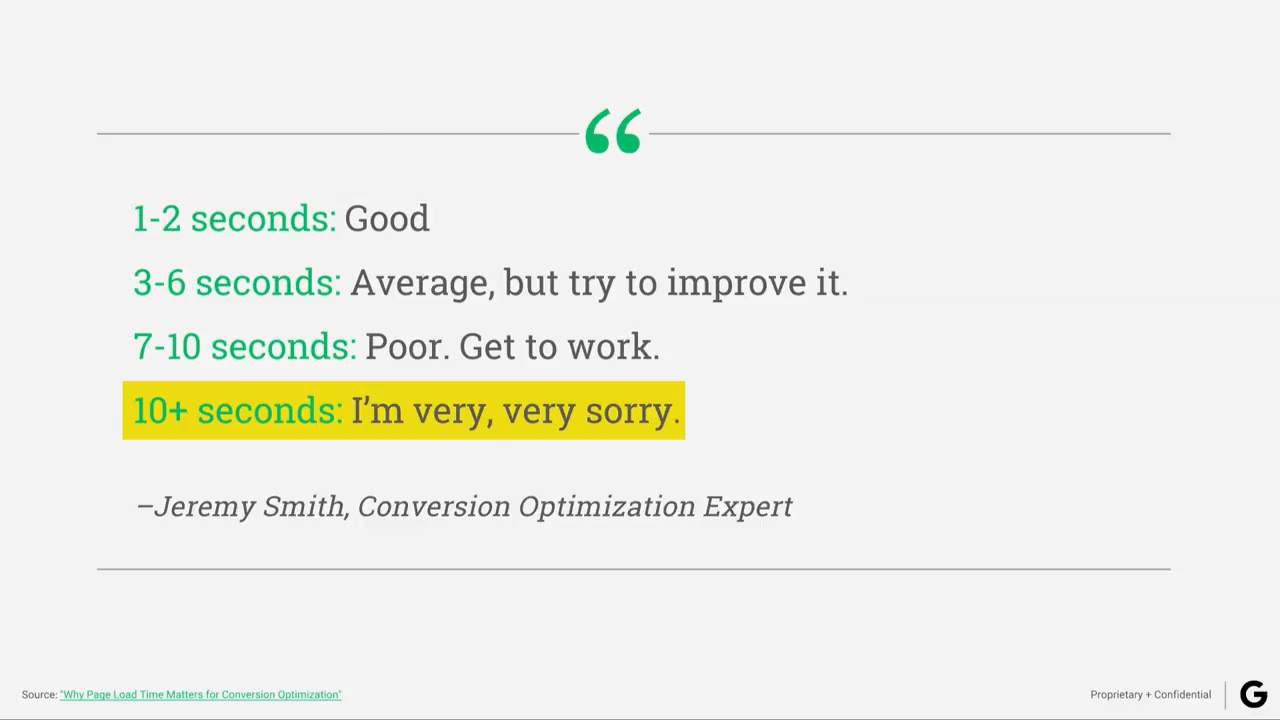 “
1-2 seconds: Good
3-6 seconds: Average, but try to improve it.
7-10 seconds: Poor. Get to work.
10+ seconds: I’m very, very sorry.
–Jeremy Smith, Conversion Optimization Expert
Source: "Why Page Load Time Matters for Conversion Optimization"
Proprietary + Confidential
G